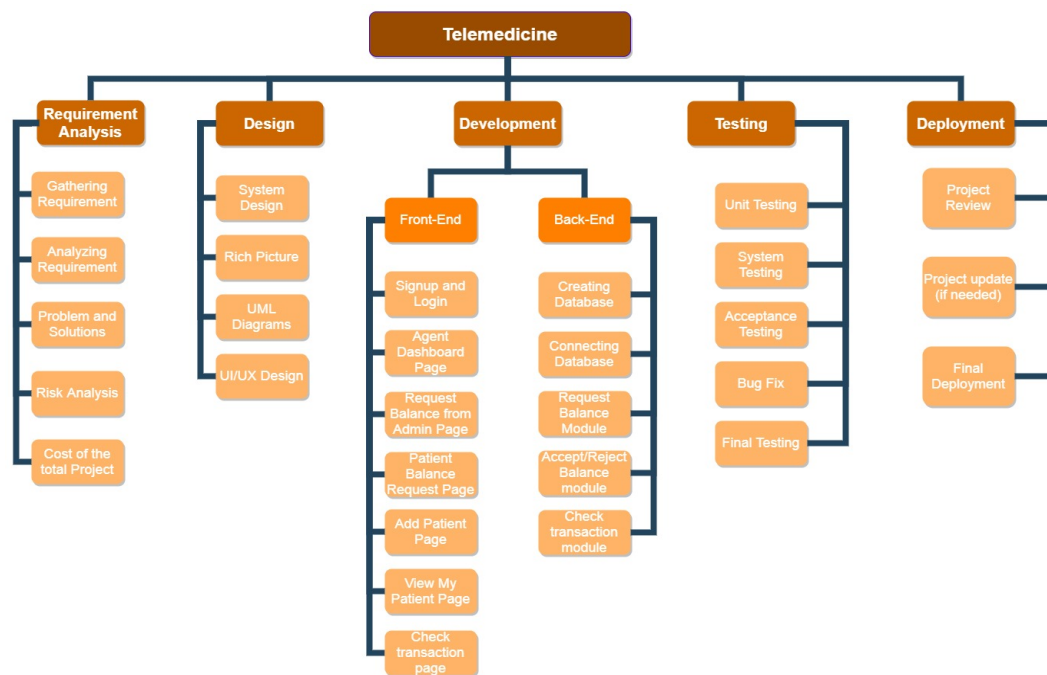 Telemedicine
Requirement
Analysis
Gathering
Requirement
Analyzing
Requirement
Problem and
Solutions
Risk Analysis
Cost of the
total Project
Design
System
Design
Rich Picture
UML
Diagrams
UI/UX Design
Development
Front-End
Signup and
Login
Agent
Dashboard
Page
Request
Balance from
Admin Page
Patient
Balance
Request Page
Add Patient
Page
View My
Patient Page
Check
transaction
page
Back-End
Creating
Database
Connecting
Database
Request
Balance
Module
Accept/Reject
Balance
module
Check
transaction
module
Testing
Unit Testing
System
Testing
Acceptance
Testing
Bug Fix
Final Testing
Deployment
Project
Review
Project update
(if needed)
Final
Deployment